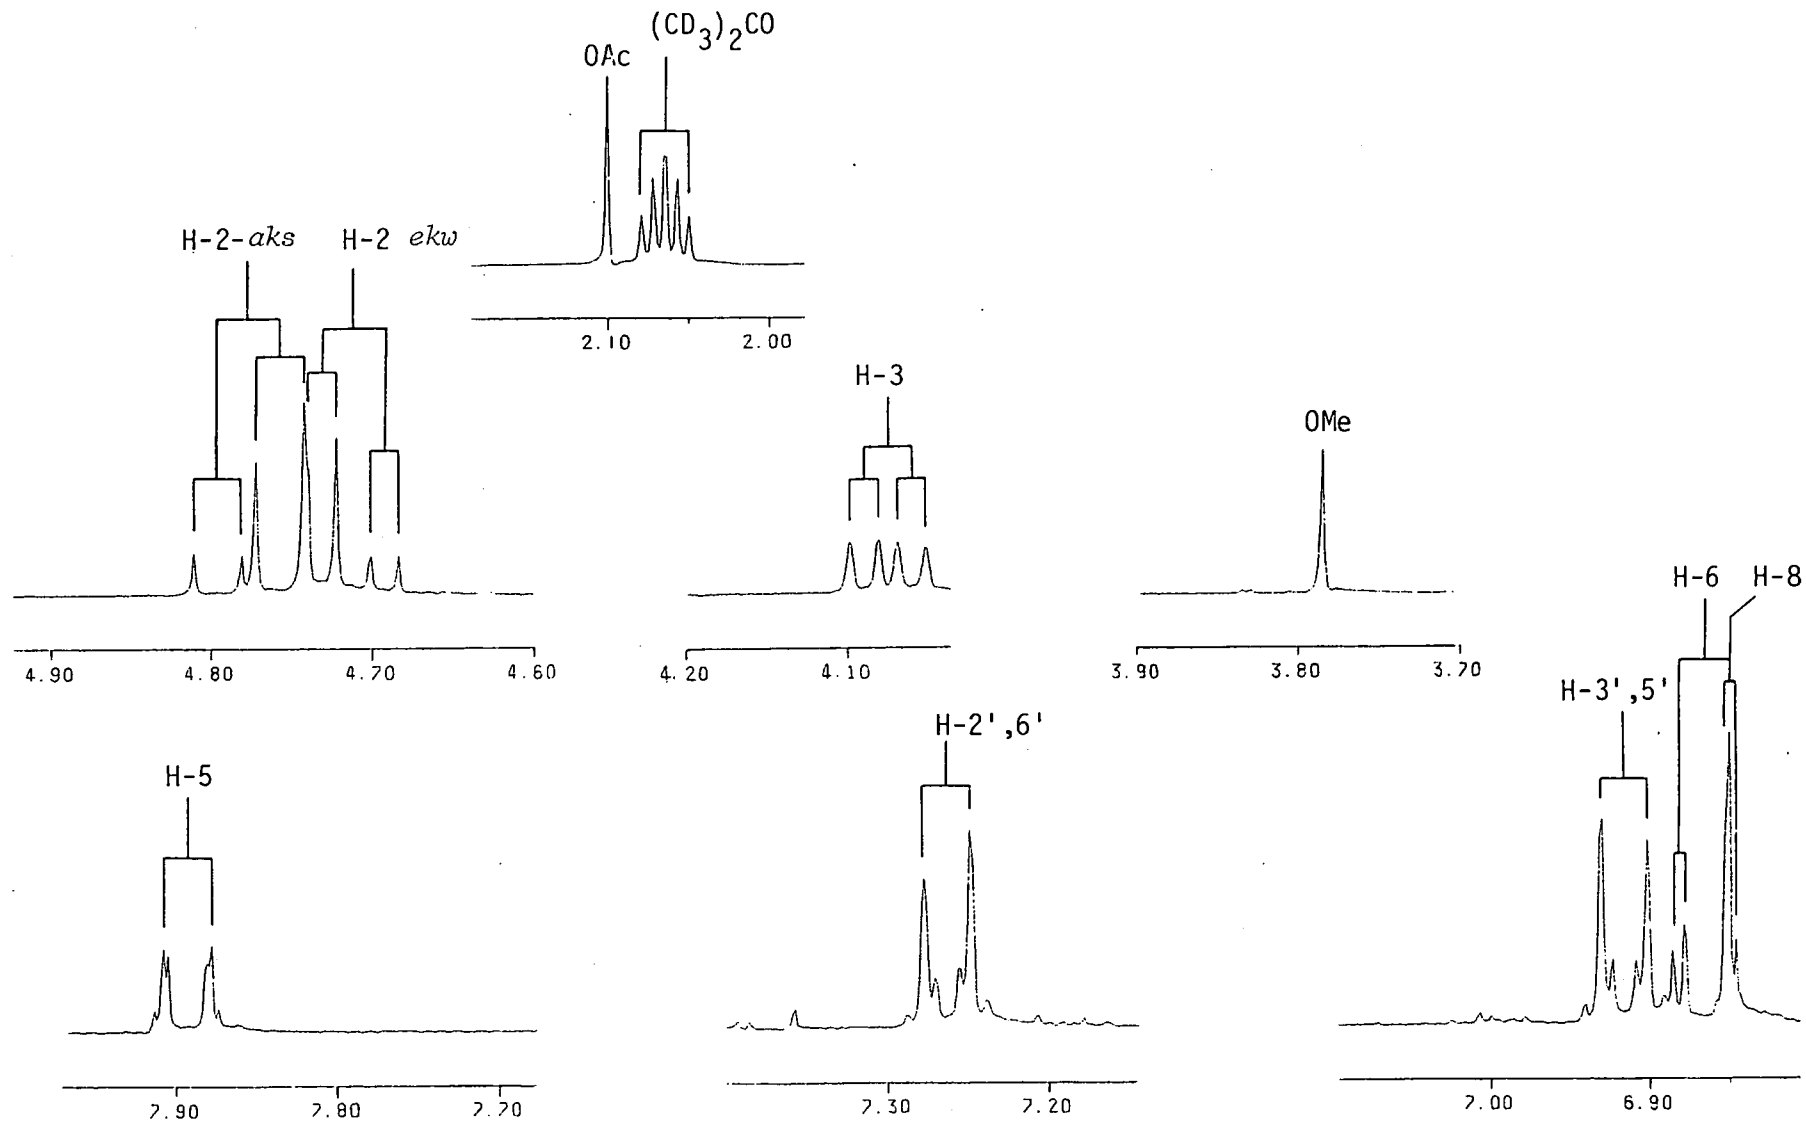 (CD3)2CO
OAc
H-2-aks H-2 ekw
2.10 2.00
H-3
OMe
H-6 H-8
4.90 4.80 4.70 4.60
4.20 4.10
3.90 3.80 3.70
H-3',5'
H-2',6'
H-5
7.90 7.80 7.70
7.30 7.20
7.00 6.90